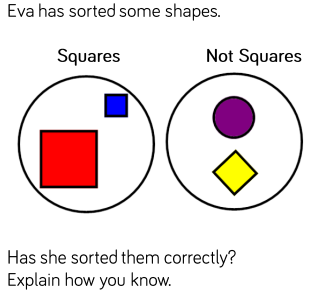 Eva has sorted some shapes.
Squares
Not Squares
Has she sorted them correctly?
Explain how you know.